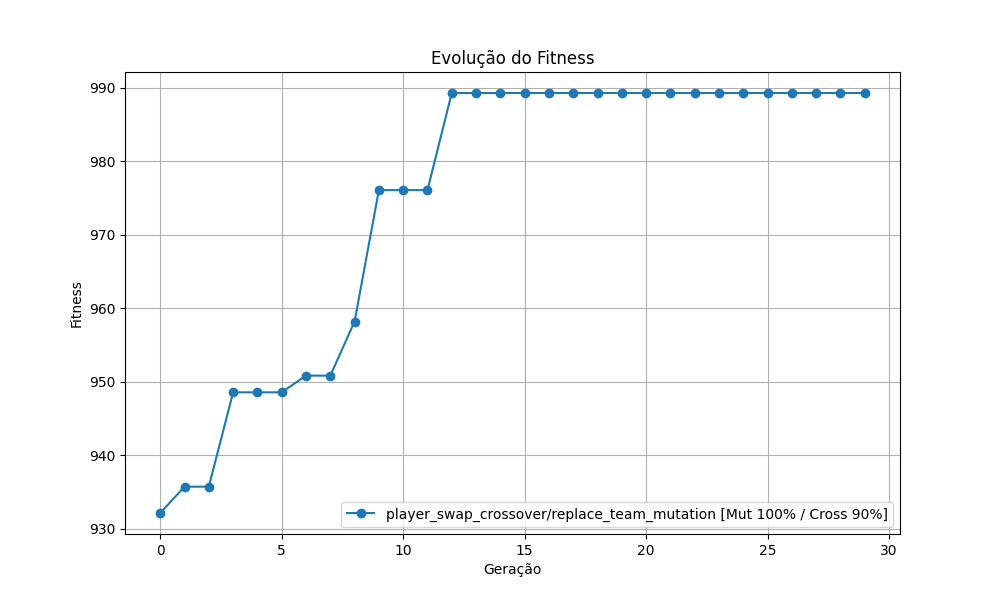 Evolução do Fitness
Fitness
990
980
970
960
950
940
930
player_swap_crossover/replace_team_mutation [Mut 100% / Cross 90%]
0 5 10 15 20 25 30
Geração